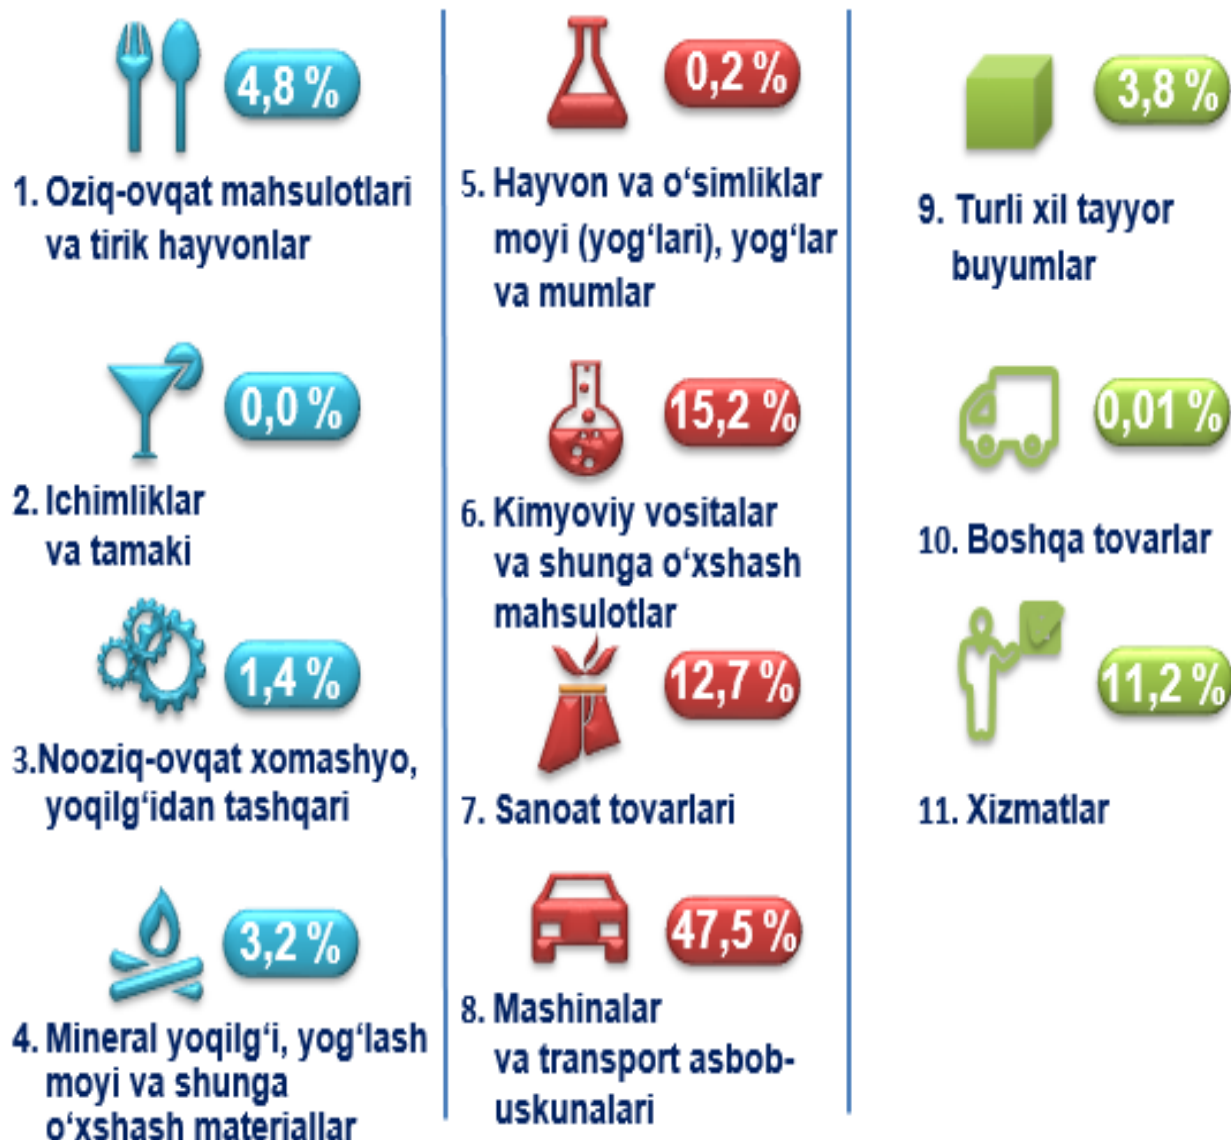 4,8 %
1. Oziq-ovqat mahsulotlari
va tirik hayvonlar
0,0 %
2. Ichimliklar
va tamaki
1,4 %
3.Nooziq-ovqat xomashyo,
yoqilg‘idan tashqari
3,2 %
4. Mineral yoqilg‘i, yog‘lash
moyi va shunga
o‘xshash materiallar
0,2 %
5. Hayvon va o‘simliklar
moyi (yog‘lari), yog‘lar
va mumlar
15,2 %
6. Kimyoviy vositalar
va shunga o‘xshash
mahsulotlar
12,7 %
7. Sanoat tovarlari
47,5 %
8. Mashinalar
va transport asbob-
uskunalari
3,8 %
9. Turli xil tayyor
buyumlar
0,01 %
10. Boshqa tovarlar
11,2 %
11. Xizmatlar